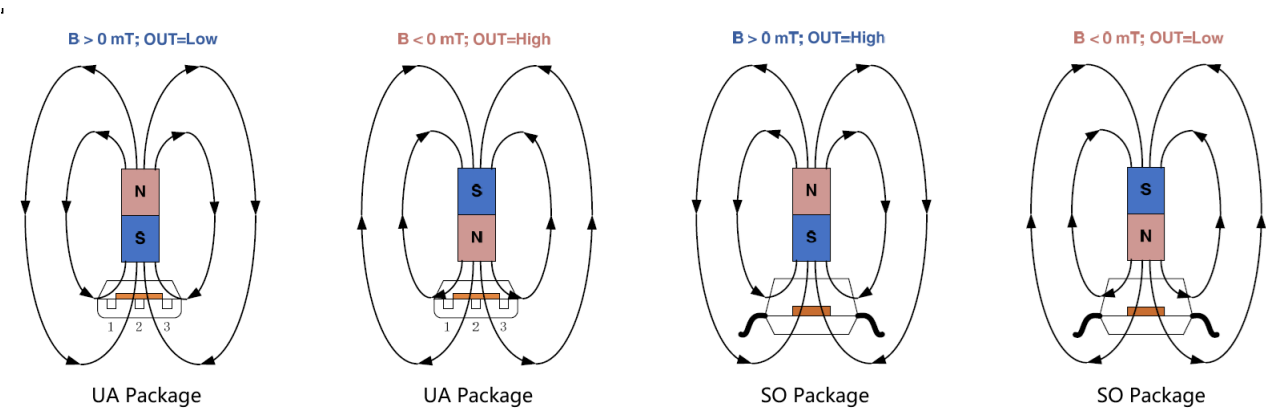 ,
B > 0 mT; OUT=Low
B < 0 mT; OUT=High
B > 0 mT; OUT=High
B < 0 mT; OUT=Low
N
S
S
N
N
S
S
N
1 2 3
1 2 3
UA Package
UA Package
SO Package
SO Package